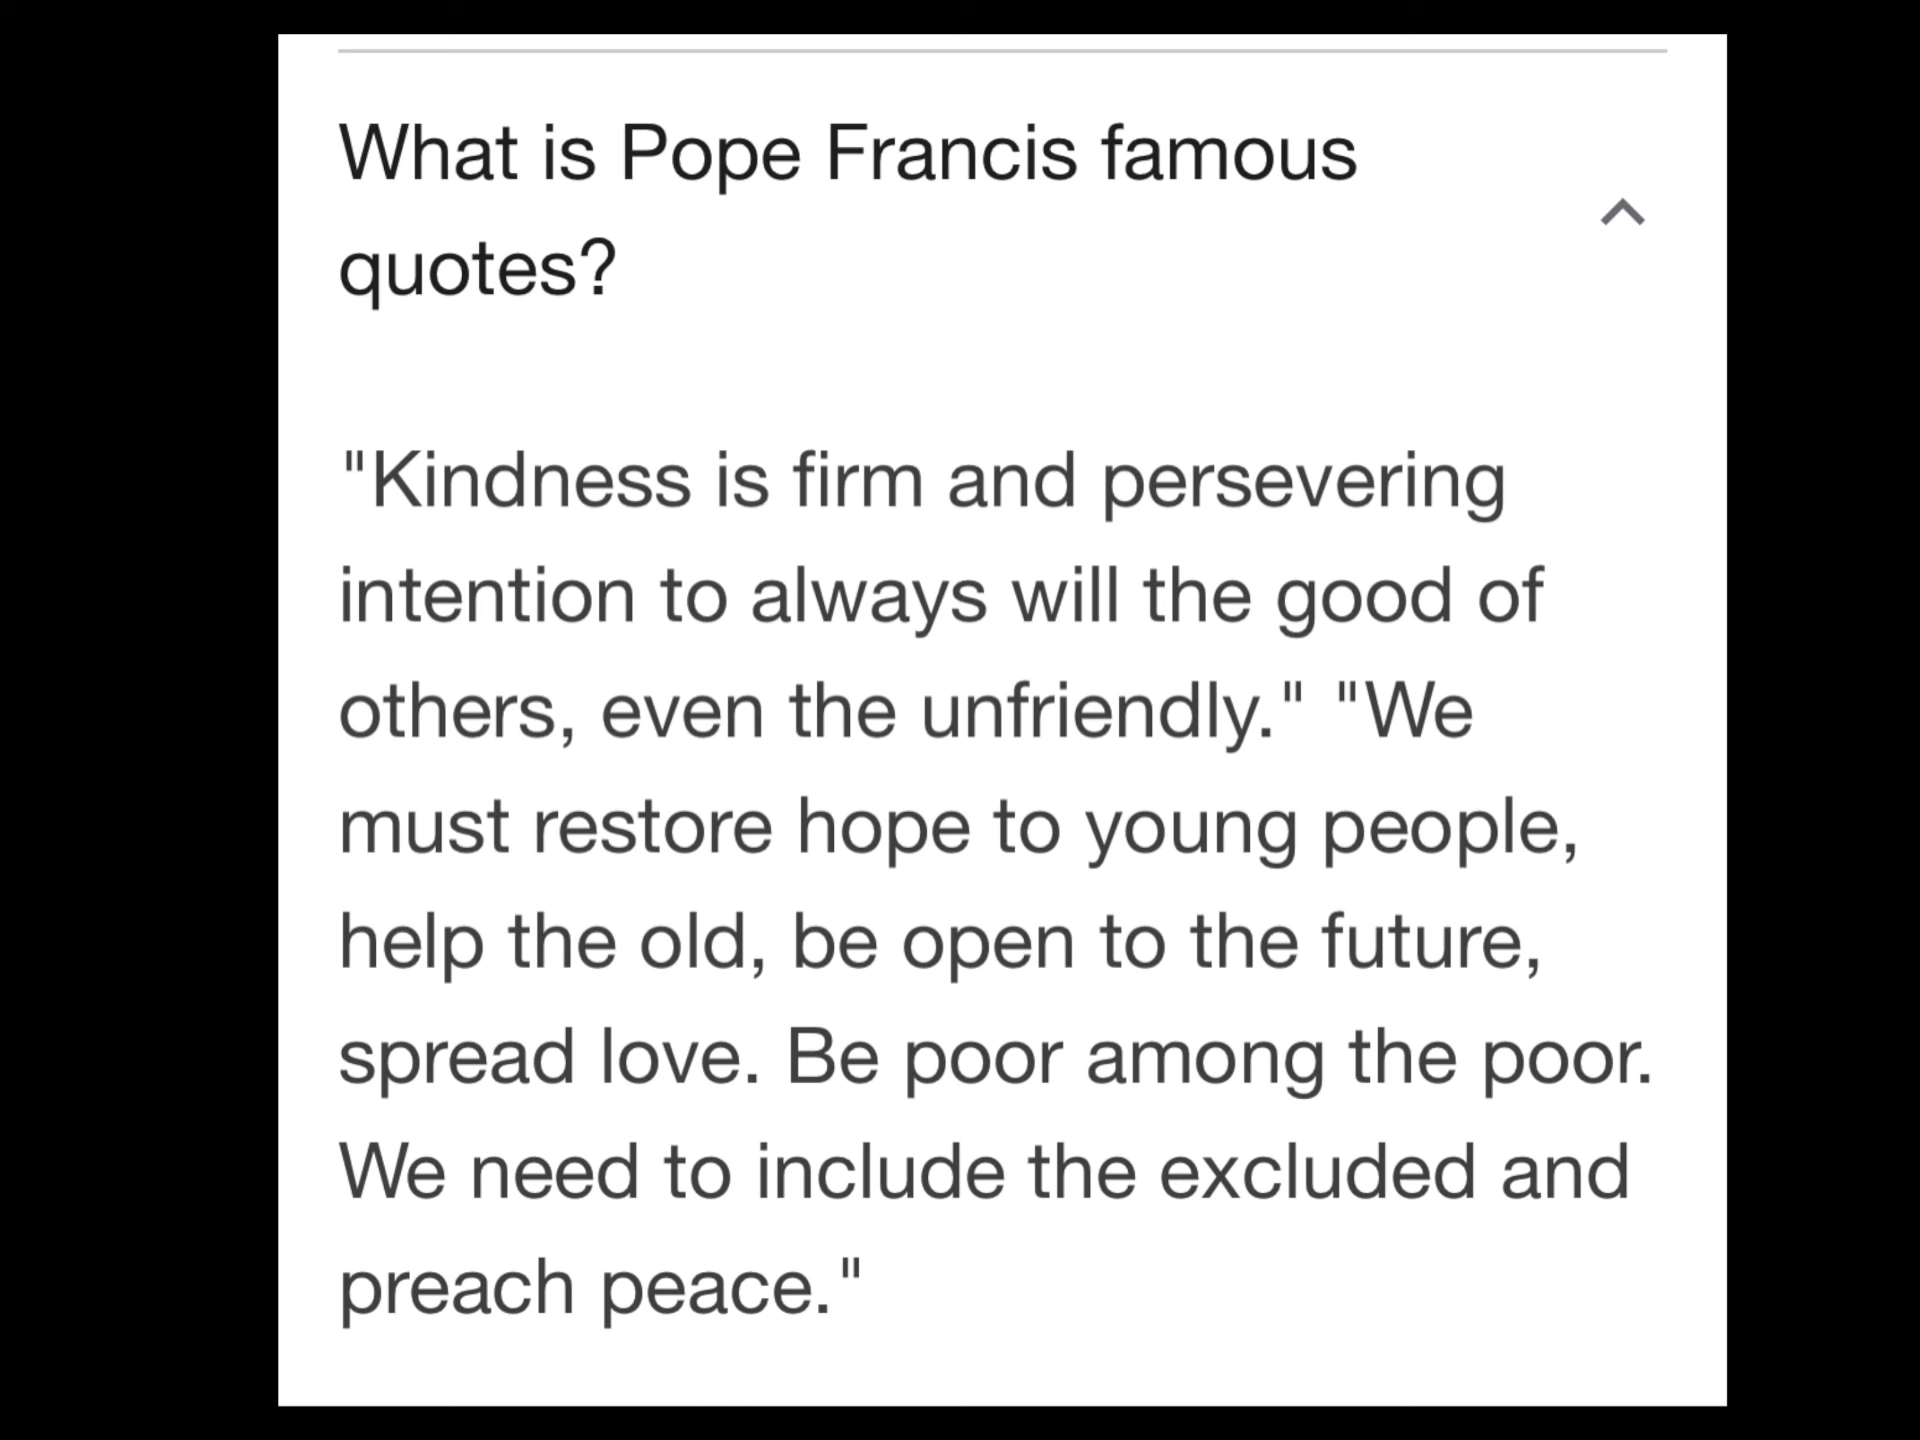 What is Pope Francis famous
quotes?
"Kindness is firm and persevering
intention to always will the good of
others, even the unfriendly." "We
must restore hope to young people,
help the old, be open to the future,
spread love. Be poor among the poor.
We need to include the excluded and
preach peace."